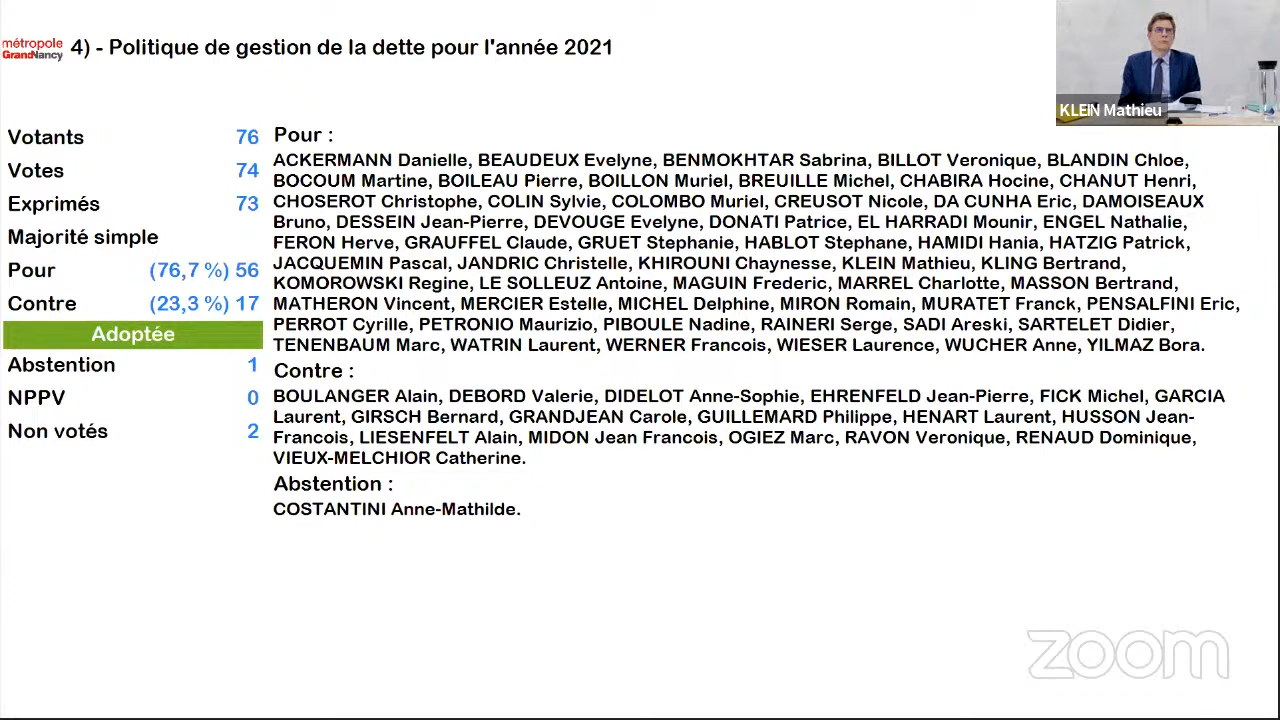 métropole
GrandNancy
4) - Politique de gestion de la dette pour l'année 2021
KLEIN Mathieu
Votants 76
Votes 74
Exprimés 73
Majorité simple
Pour (76,7 %) 56
Contre (23,3 %) 17
Adoptée
Abstention 1
NPPV 0
Non votés 2
Pour :
ACKERMANN Danielle, BEAUDEUX Evelyne, BENMOKHTAR Sabrina, BILLOT Veronique, BLANDIN Chloe,
BOCOUM Martine, BOILEAU Pierre, BOILLON Muriel, BREUILLE Michel, CHABIRA Hocine, CHANUT Henri,
CHOSEROT Christophe, COLIN Sylvie, COLOMBO Muriel, CREUSOT Nicole, DA CUNHA Eric, DAMOISEAUX
Bruno, DESSEIN Jean-Pierre, DEVOUGE Evelyne, DONATI Patrice, EL HARRADI Mounir, ENGEL Nathalie,
FERON Herve, GRAUFFEL Claude, GRUET Stephanie, HABLOT Stephane, HAMIDI Hania, HATZIG Patrick,
JACQUEMIN Pascal, JANDRIC Christelle, KHIROUNI Chaynesse, KLEIN Mathieu, KLING Bertrand,
KOMOROWSKI Regine, LE SOLLEUZ Antoine, MAGUIN Frederic, MARREL Charlotte, MASSON Bertrand,
MATHERON Vincent, MERCIER Estelle, MICHEL Delphine, MIRON Romain, MURATET Franck, PENSALFINI Eric,
PERROT Cyrille, PETRONIO Maurizio, PIBOULE Nadine, RAINERI Serge, SADI Areski, SARTELET Didier,
TENENBAUM Marc, WATRIN Laurent, WERNER Francois, WIESER Laurence, WUCHER Anne, YILMAZ Bora.
Contre :
BOULANGER Alain, DEBORD Valerie, DIDELOT Anne-Sophie, EHRENFELD Jean-Pierre, FICK Michel, GARCIA
Laurent, GIRSCH Bernard, GRANDJEAN Carole, GUILLEMARD Philippe, HENART Laurent, HUSSON Jean-
Francois, LIESENFELT Alain, MIDON Jean Francois, OGIEZ Marc, RAVON Veronique, RENAUD Dominique,
VIEUX-MELCHIOR Catherine.
Abstention :
COSTANTINI Anne-Mathilde.
zoom